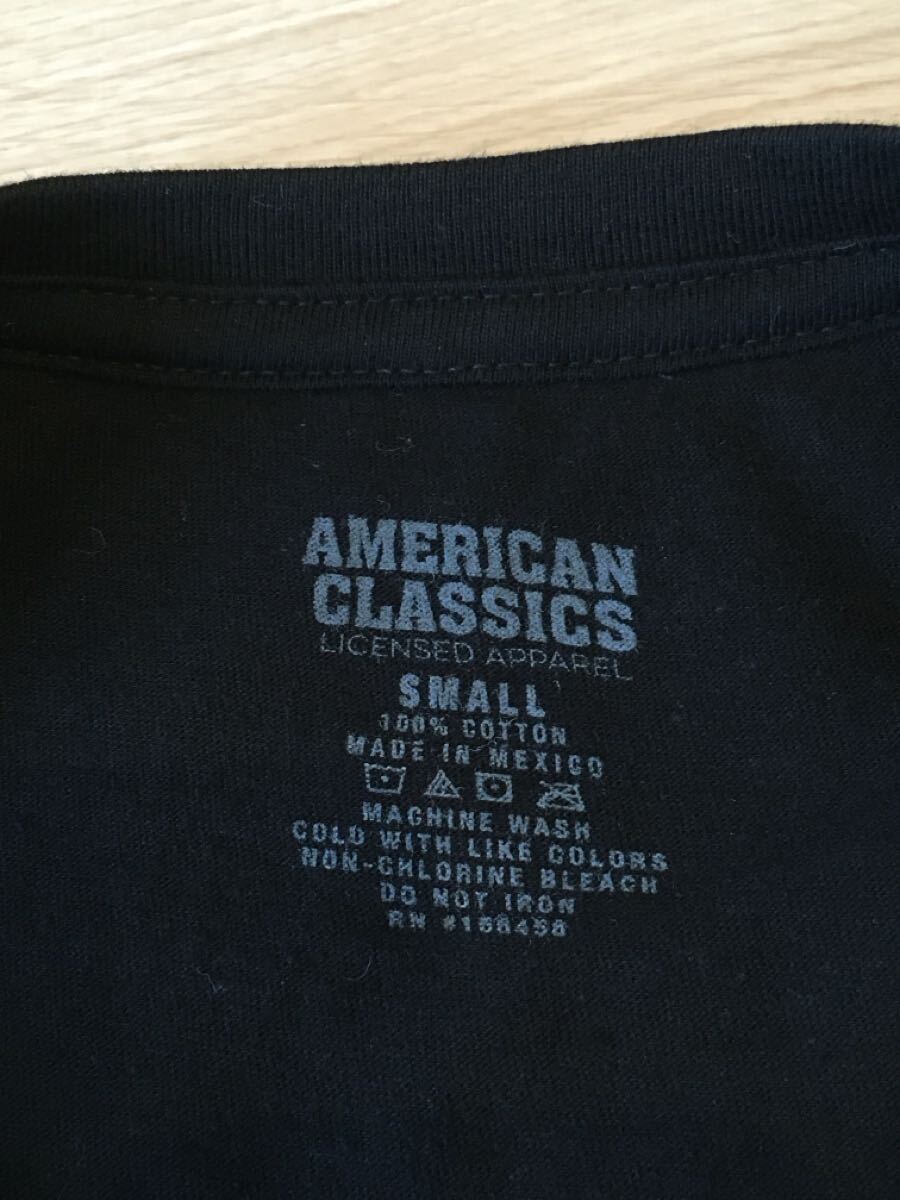 AMERICAN
CLASSICS
LICENSED APPAREL
SMALL
100% COTTON
MADE IN MEXICO
MACHINE WASH
COLD WITH LIKE COLORS
NON-CHLORINE BLEACH
DO NOT IRON
RN